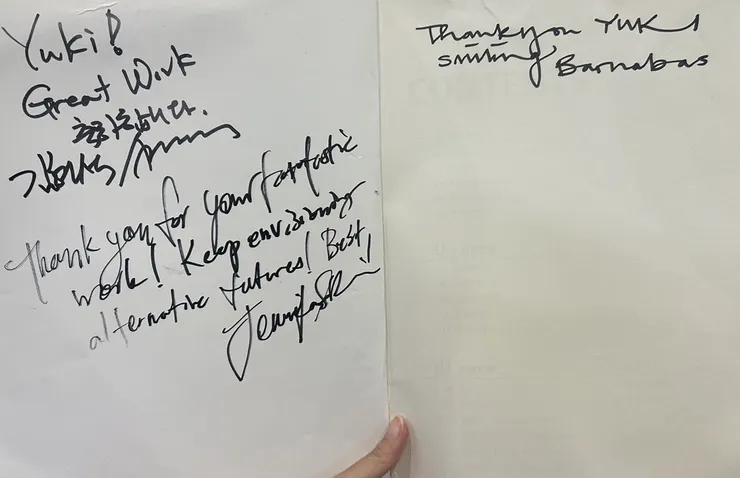 Yuki!
Great Work
Thank you for your fantastic
work! Keep envisioning
alternative futures! Best,
Thank you YUKI
smiling
Barnabas